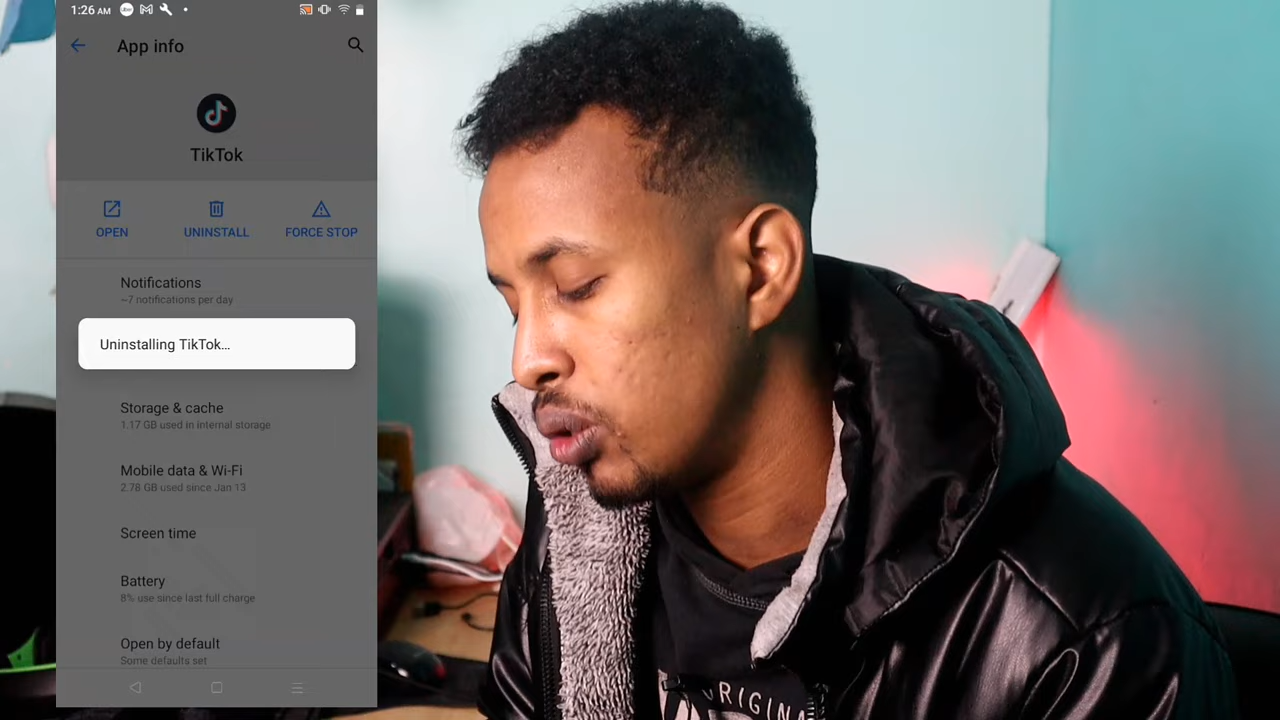 1:26 AM
App info
TikTok
OPEN
UNINSTALL
FORCE STOP
Notifications
~7 notifications per day
Uninstalling TikTok...
Storage & cache
1.17 GB used in internal storage
Mobile data & Wi-Fi
2.78 GB used since Jan 13
Screen time
Battery
8% use since last full charge
Open by default
Some defaults set
ORIGINA